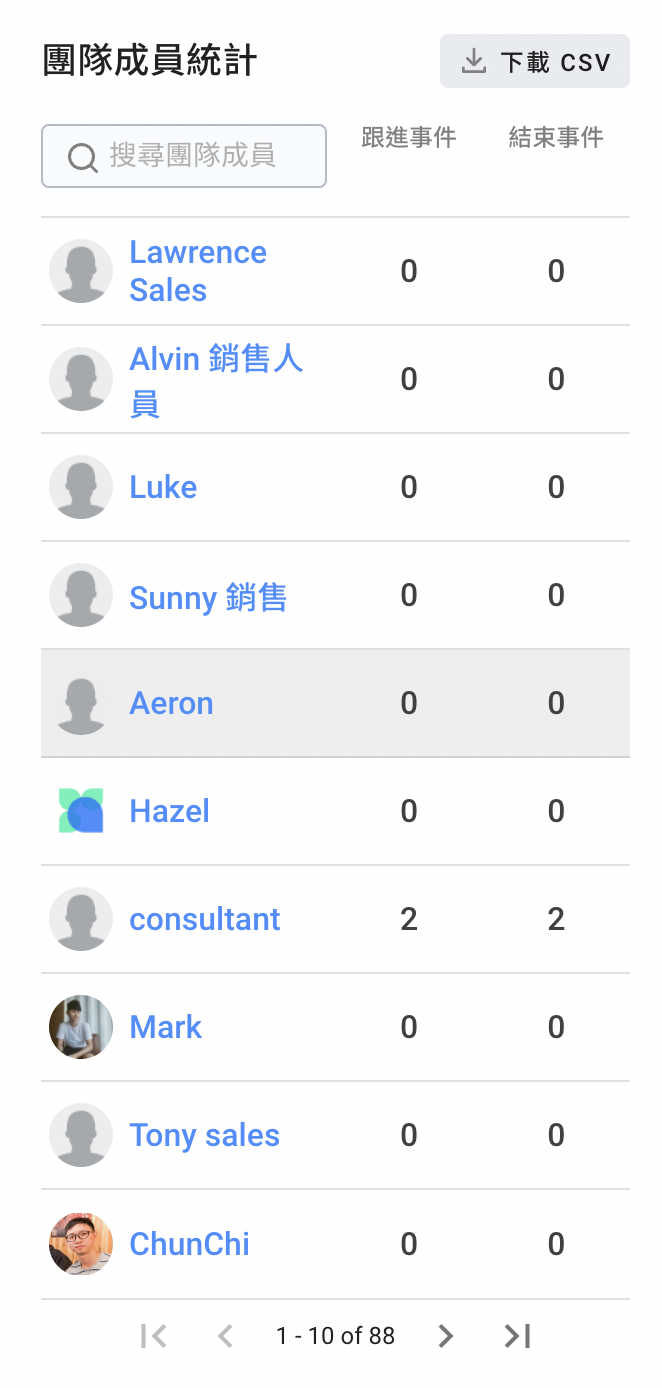 團隊成員統計
下載 CSV
搜尋團隊成員
跟進事件
結束事件
Lawrence
Sales
0
0
Alvin 銷售人
員
0
0
Luke
0
0
Sunny 銷售
0
0
Aeron
0
0
Hazel
0
0
consultant
2
2
Mark
0
0
Tony sales
0
0
ChunChi
0
0
1 - 10 of 88